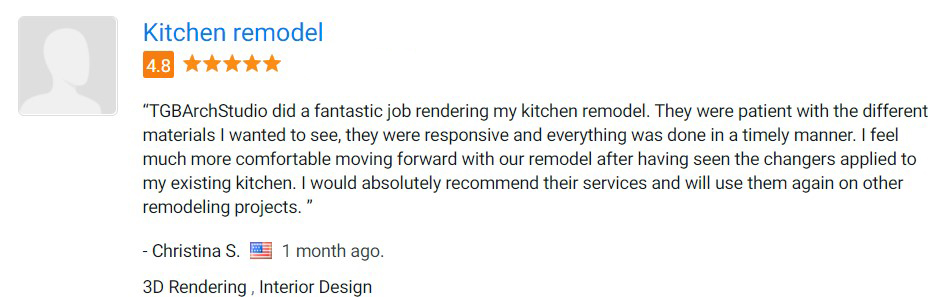 Kitchen remodel
4.8
“TGBArchStudio did a fantastic job rendering my kitchen remodel. They were patient with the different
materials I wanted to see, they were responsive and everything was done in a timely manner. I feel
much more comfortable moving forward with our remodel after having seen the changers applied to
my existing kitchen. I would absolutely recommend their services and will use them again on other
remodeling projects. ”
- Christina S. 1 month ago.
3D Rendering , Interior Design